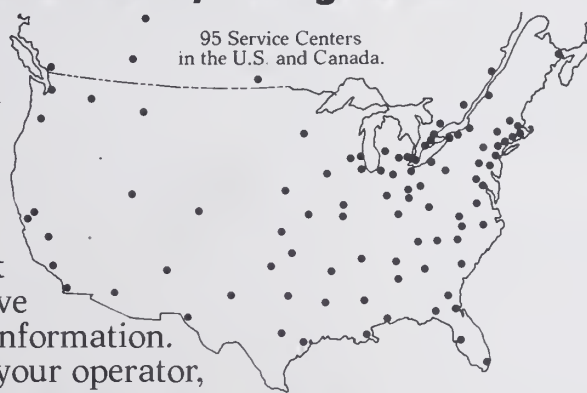 95 Service Centers
in the U.S. and Canada.
ve
nformation.
your operator,